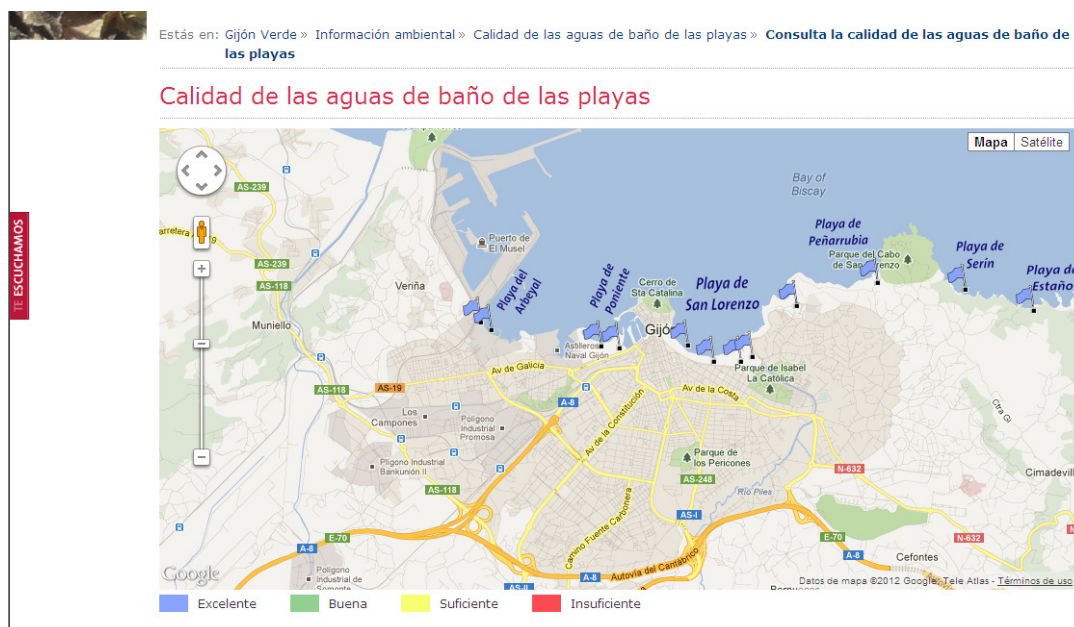 Estás en: Gijón Verde » Información ambiental » Calidad de las aguas de baño de las playas » Consulta la calidad de las aguas de baño de
las playas
Calidad de las aguas de baño de las playas
Mapa Satélite
Bay of
Biscay
AS-239
Playa de
Peñarrubia
Puerto de
El Musel
Parque del Cabo
de San Lorenzo
Playa de
Serín
AS-239
AS-118
Veriña
Playa del
Arbeyal
Playa de
Poniente
Cerro de
Sta Catalina
Playa de
San Lorenzo
Playa de
Estaño
TE ESCUCHAMOS
Muniello
Gijón
Astilleros
Naval Gijón
Av de Galicia
Parque de Isabel
La Católica
AS-118
AS-19
A-8
Av de la Costa
Av de la Constitución
Los
Campones
Polígono
Industrial
Promosa
Ctra Gi
Parque de
los Pericones
Pligono Industrial
Bankunión II
N-632
Cimadevill
AS-248
AS-118
Río Piles
Camino Fuente Carbonera
AS-I
E-70
A-8
E-70
N-632
A-8
Cefontes
Autovía del Cantábrico
A-8
AS-II
Google
Polígono
Industrial de
Somonte
Datos de mapa ©2012 Google, Tele Atlas - Términos de uso
Excelente Buena Suficiente Insuficiente